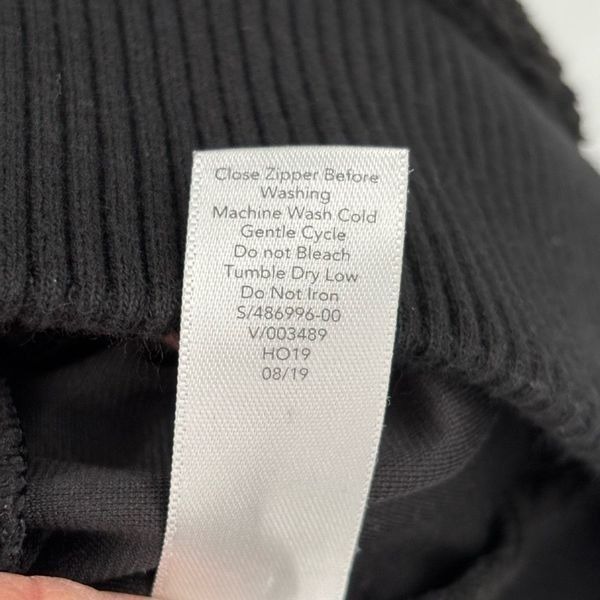 Close Zipper Before
Washing
Machine Wash Cold
Gentle Cycle
Do not Bleach
Tumble Dry Low
Do Not Iron
S/486996-00
V/003489
HO19
08/19